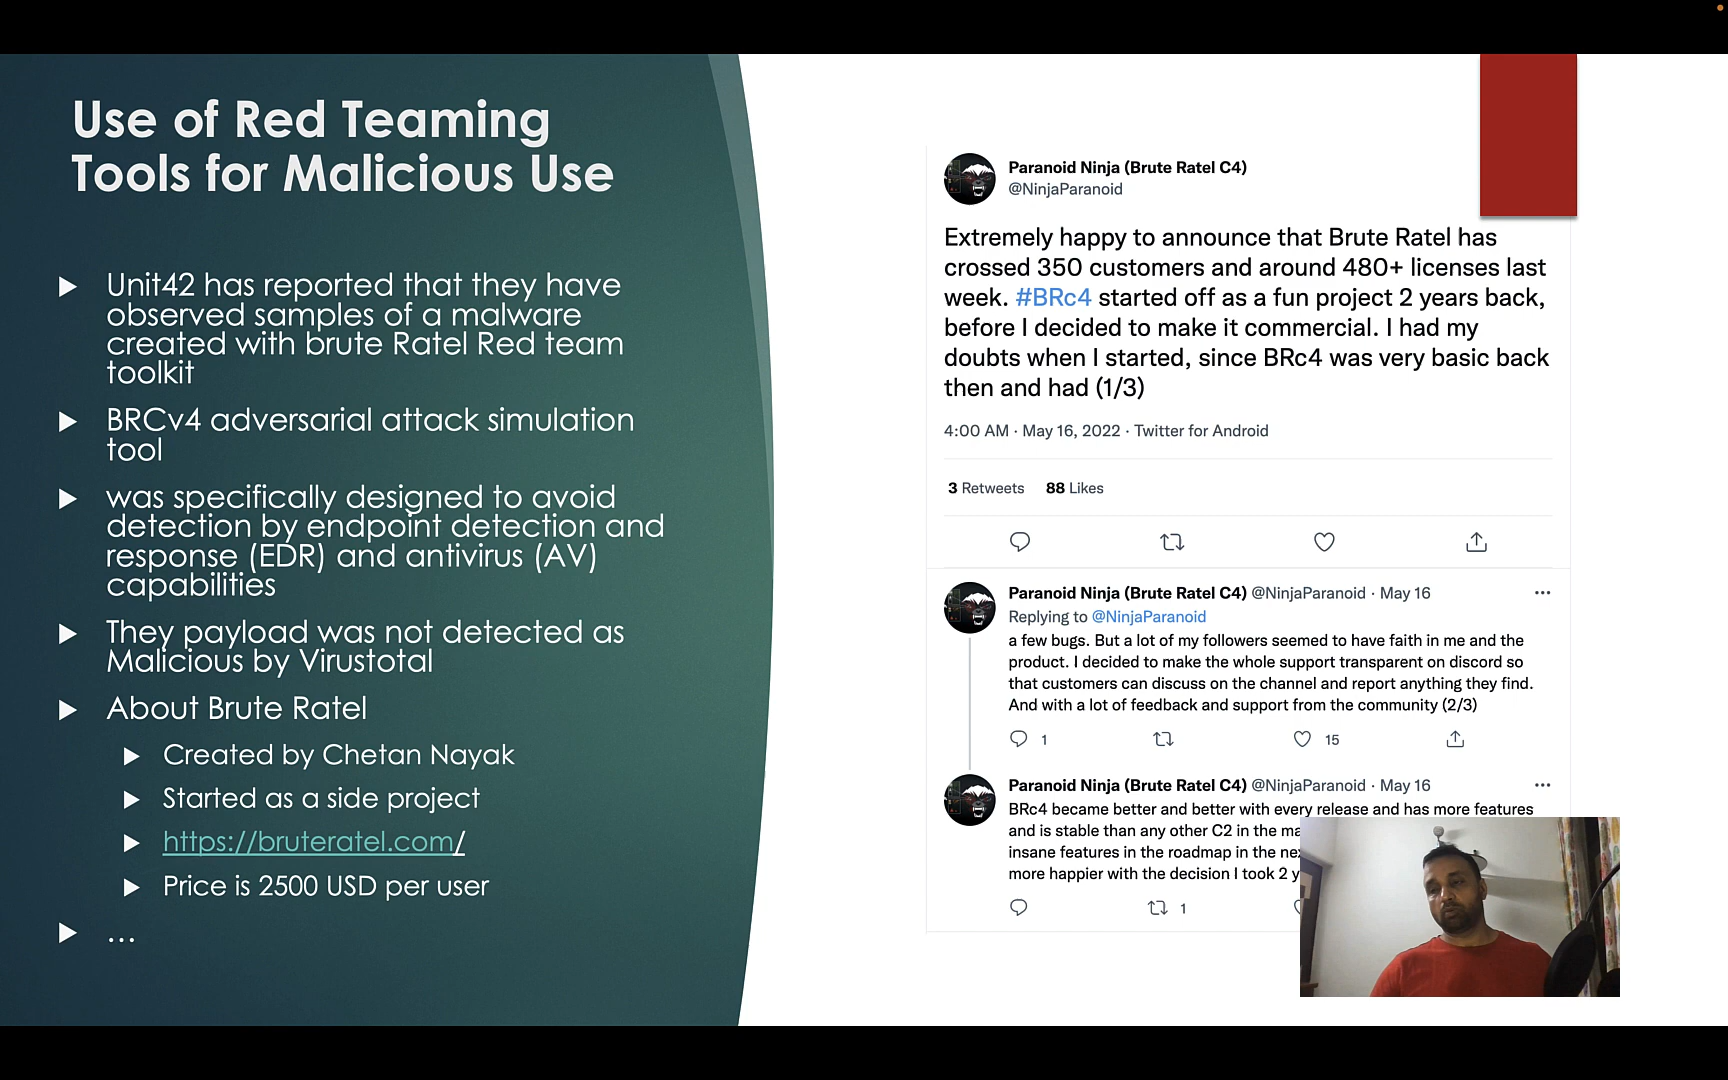 Use of Red Teaming
Tools for Malicious Use
Unit42 has reported that they have
observed samples of a malware
created with brute Ratel Red team
toolkit
BRCv4 adversarial attack simulation
tool
was specifically designed to avoid
detection by endpoint detection and
response (EDR) and antivirus (AV)
capabilities
They payload was not detected as
Malicious by Virustotal
About Brute Ratel
Created by Chetan Nayak
Started as a side project
https://bruteratel.com/
Price is 2500 USD per user
...
Paranoid Ninja (Brute Ratel C4)
@NinjaParanoid
Extremely happy to announce that Brute Ratel has
crossed 350 customers and around 480+ licenses last
week. #BRc4 started off as a fun project 2 years back,
before I decided to make it commercial. I had my
doubts when I started, since BRc4 was very basic back
then and had (1/3)
4:00 AM · May 16, 2022 · Twitter for Android
3 Retweets 88 Likes
Paranoid Ninja (Brute Ratel C4) @NinjaParanoid · May 16
Replying to @NinjaParanoid
a few bugs. But a lot of my followers seemed to have faith in me and the
product. I decided to make the whole support transparent on discord so
that customers can discuss on the channel and report anything they find.
And with a lot of feedback and support from the community (2/3)
1 15
Paranoid Ninja (Brute Ratel C4) @NinjaParanoid · May 16
BRc4 became better and better with every release and has more features
and is stable than any other C2 in the
insane features in the roadmap in the
more happier with the decision I took 2
1